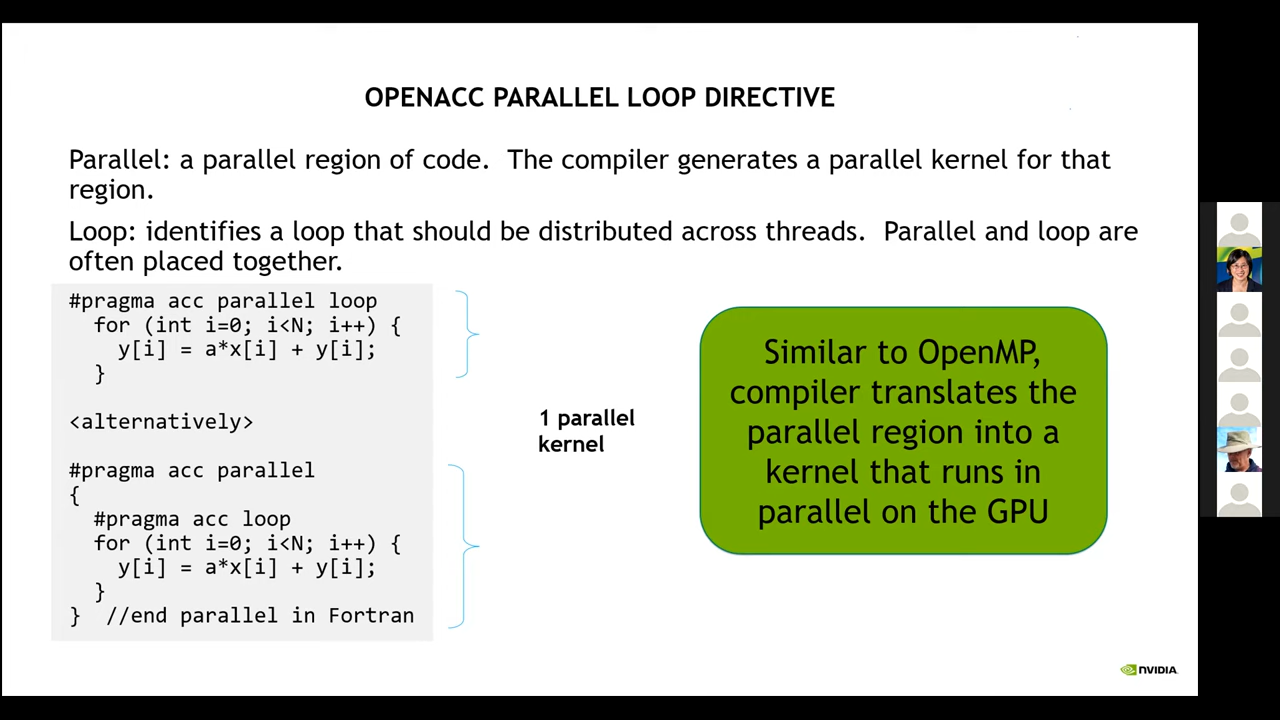 OPENACC PARALLEL LOOP DIRECTIVE
Parallel: a parallel region of code.  The compiler generates a parallel kernel for that
region.
Loop: identifies a loop that should be distributed across threads.  Parallel and loop are
often placed together.
#pragma acc parallel loop
  for (int i=0; i<N; i++) {
    y[i] = a*x[i] + y[i];
  }
<alternatively>
#pragma acc parallel
{
  #pragma acc loop
  for (int i=0; i<N; i++) {
    y[i] = a*x[i] + y[i];
  }
}  //end parallel in Fortran
1 parallel
kernel
Similar to OpenMP,
compiler translates the
parallel region into a
kernel that runs in
parallel on the GPU
NVIDIA